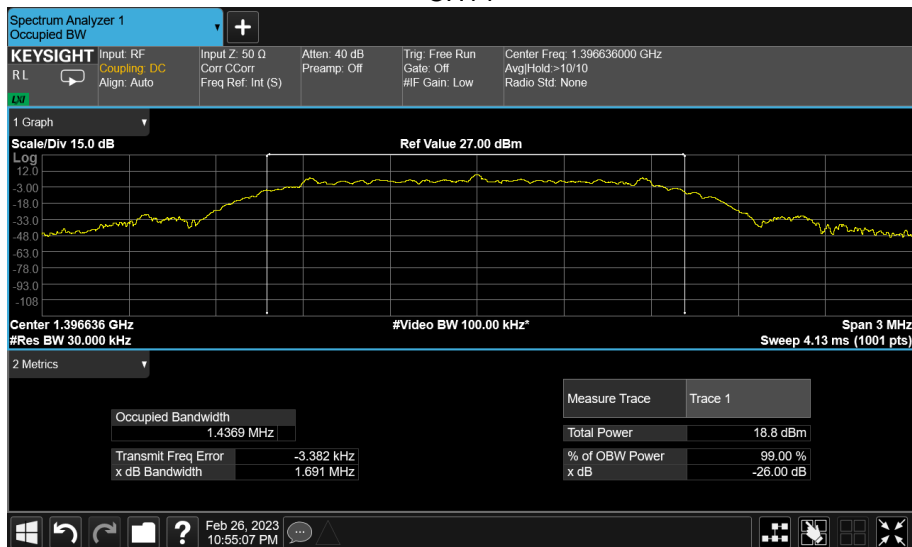 Spectrum Analyzer 1
Occupied BW
KEYSIGHT
RL
LXI
Input: RF
Coupling: DC
Align: Auto
Input Z: 50 Ω
Corr CCorr
Freq Ref: Int (S)
Atten: 40 dB
Preamp: Off
Trig: Free Run
Gate: Off
#IF Gain: Low
Center Freq: 1.396636000 GHz
Avg|Hold:>10/10
Radio Std: None
1 Graph
Scale/Div 15.0 dB
Ref Value 27.00 dBm
Log
12.0
-3.00
-18.0
-33.0
-48.0
-63.0
-78.0
-93.0
-108
Center 1.396636 GHz
#Video BW 100.00 kHz*
Span 3 MHz
#Res BW 30.000 kHz
Sweep 4.13 ms (1001 pts)
2 Metrics
Occupied Bandwidth
1.4369 MHz
Transmit Freq Error -3.382 kHz
x dB Bandwidth 1.691 MHz
Measure Trace Trace 1
Total Power 18.8 dBm
% of OBW Power 99.00 %
x dB -26.00 dB
Feb 26, 2023
10:55:07 PM